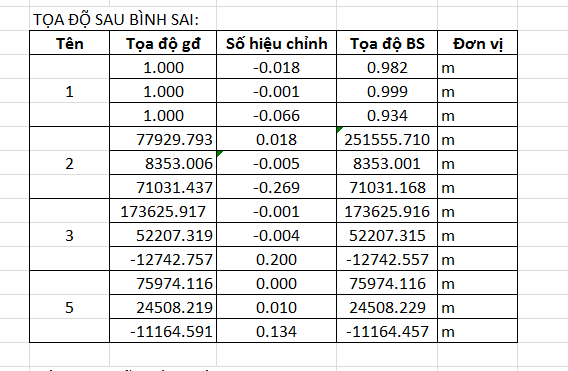 TỌA ĐỘ SAU BÌNH SAI:
Tên Tọa độ gđ Số hiệu chỉnh Tọa độ BS Đơn vị
1.000 -0.018 0.982 m
1 1.000 -0.001 0.999 m
1.000 -0.066 0.934 m
77929.793 0.018 251555.710 m
2 8353.006 -0.005 8353.001 m
71031.437 -0.269 71031.168 m
173625.917 -0.001 173625.916 m
3 52207.319 -0.004 52207.315 m
-12742.757 0.200 -12742.557 m
75974.116 0.000 75974.116 m
5 24508.219 0.010 24508.229 m
-11164.591 0.134 -11164.457 m